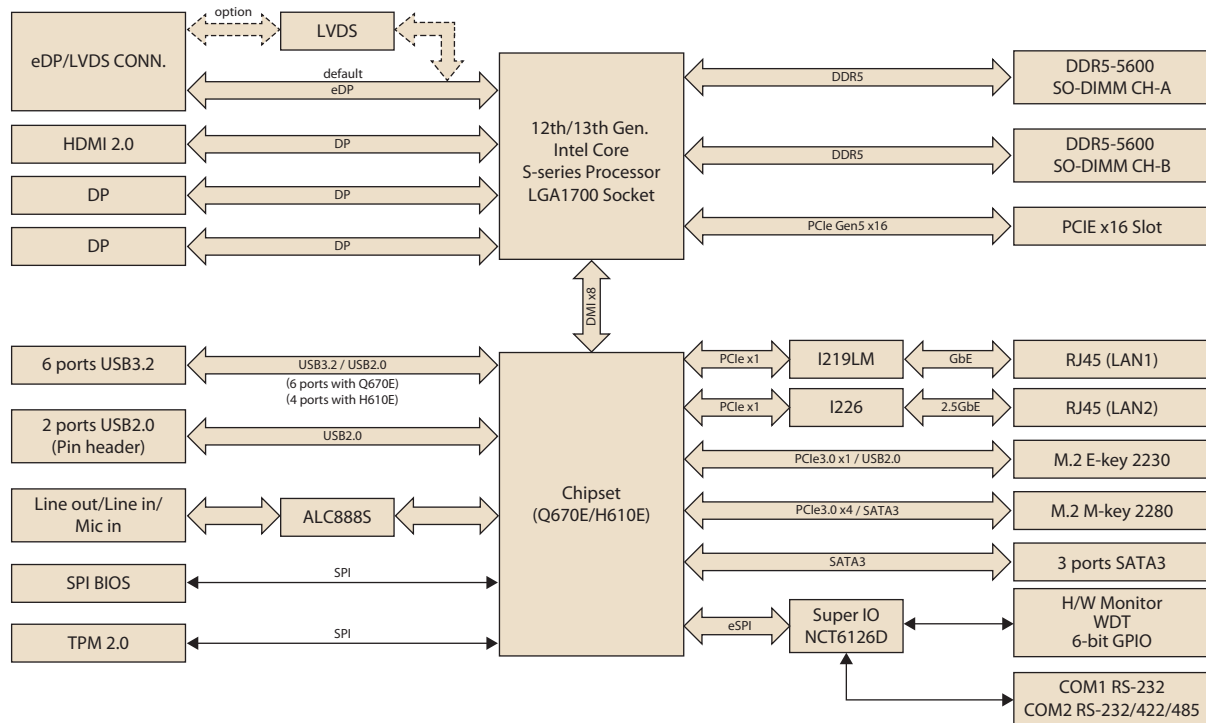 option
LVDS
eDP/LVDS CONN.
default
eDP
HDMI 2.0
DP
DP
DP
DP
DP
12th/13th Gen.
Intel Core
S-series Processor
LGA1700 Socket
DDR5
DDR5-5600
SO-DIMM CH-A
DDR5
DDR5-5600
SO-DIMM CH-B
PCIe Gen5 x16
PCIE x16 Slot
DMI x8
6 ports USB3.2
USB3.2 / USB2.0
(6 ports with Q670E)
(4 ports with H610E)
2 ports USB2.0
(Pin header)
USB2.0
Line out/Line in/
Mic in
ALC888S
SPI BIOS
SPI
TPM 2.0
SPI
Chipset
(Q670E/H610E)
PCIe x1
I219LM
GbE
RJ45 (LAN1)
PCIe x1
I226
2.5GbE
RJ45 (LAN2)
PCIe3.0 x1 / USB2.0
M.2 E-key 2230
PCIe3.0 x4 / SATA3
M.2 M-key 2280
SATA3
3 ports SATA3
eSPI
Super IO
NCT6126D
H/W Monitor
WDT
6-bit GPIO
COM1 RS-232
COM2 RS-232/422/485